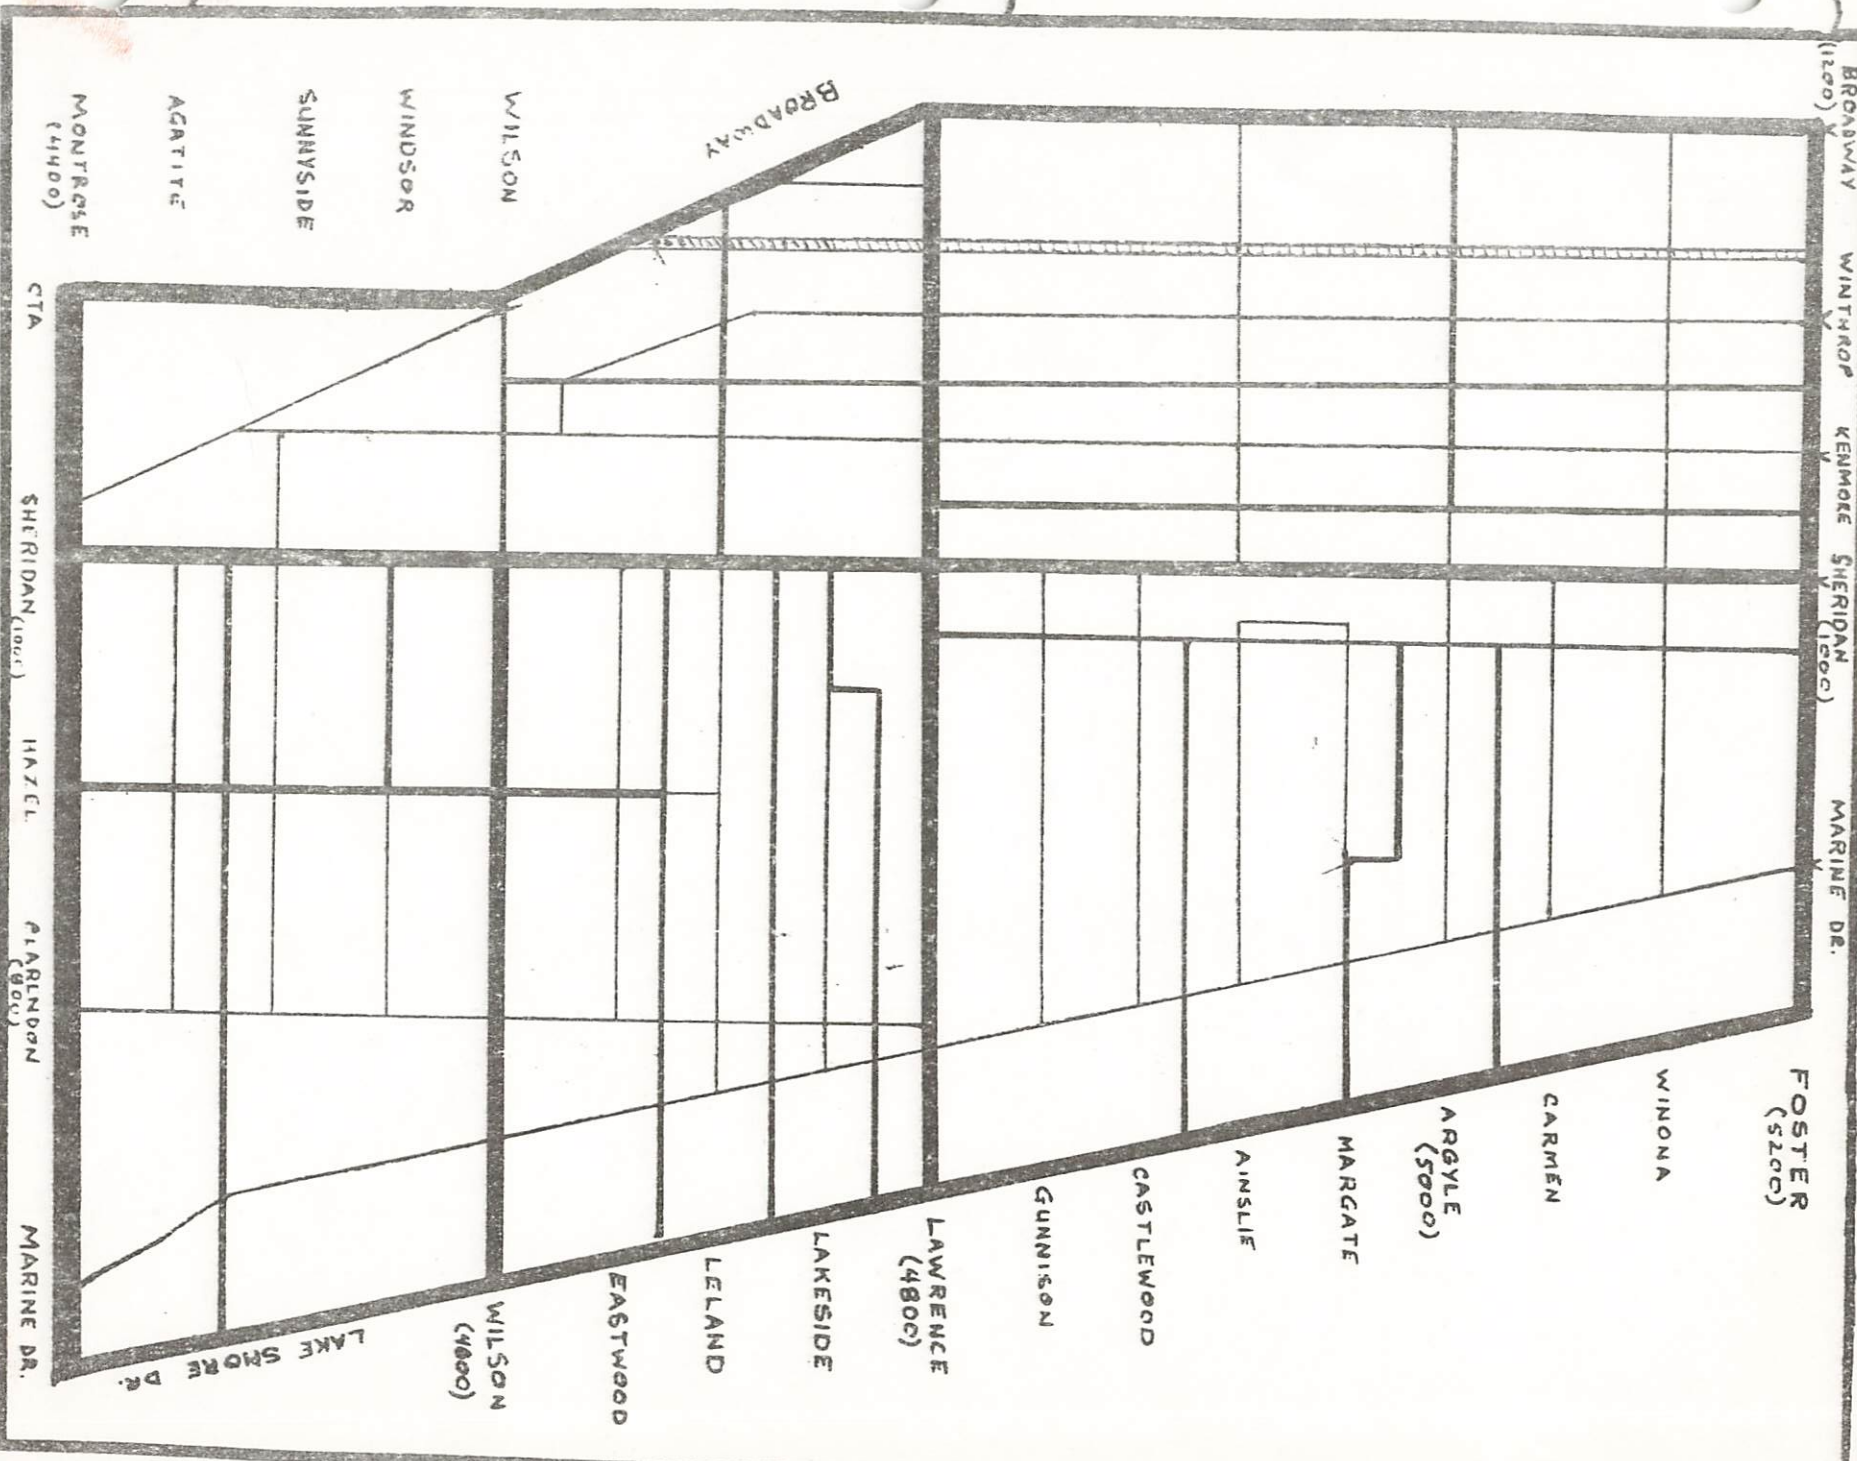 BROADWAY
(1200)
WINTHROP
KENMORE
SHERIDAN
(1000)
MARINE DR.
FOSTER
(5200)
WINONA
CARMEN
ARGYLE
(5000)
MARGATE
AINSLIE
CASTLEWOOD
GUNNISON
LAWRENCE
(4800)
LAKESIDE
LELAND
EASTWOOD
WILSON
(4600)
LAKE SHORE DR.
BROADWAY
WILSON
WINDSOR
SUNNYSIDE
AGATITE
MONTROSE
(4400)
CTA
SHERIDAN (1000)
HAZEL
CLARENDON
(800)
MARINE DR.